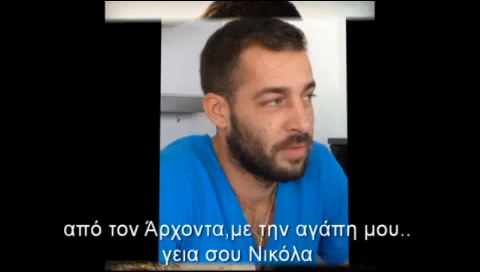 από τον Άρχοντα,με την αγάπη μου..
γεια σου Νικόλα